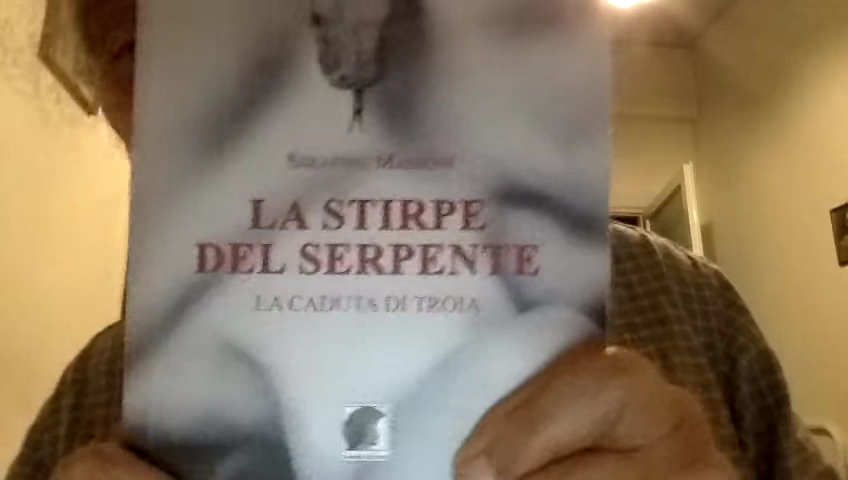 LA STIRPE
DEL SERPENTE
LA CADUTA DI TROIA